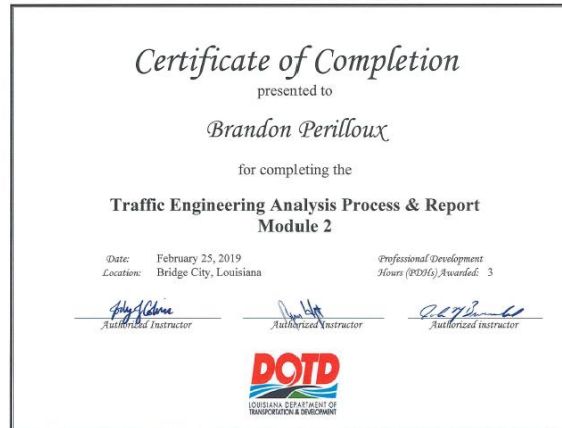 Certificate of Completion
presented to
Brandon Perilloux
for completing the
Traffic Engineering Analysis Process & Report
Module 2
Date: February 25, 2019
Location: Bridge City, Louisiana
Professional Development
Hours (PDHs) Awarded: 3
Authorized Instructor
Authorized Instructor
Authorized instructor
DOTD
LOUISIANA DEPARTMENT OF
TRANSPORTATION & DEVELOPMENT